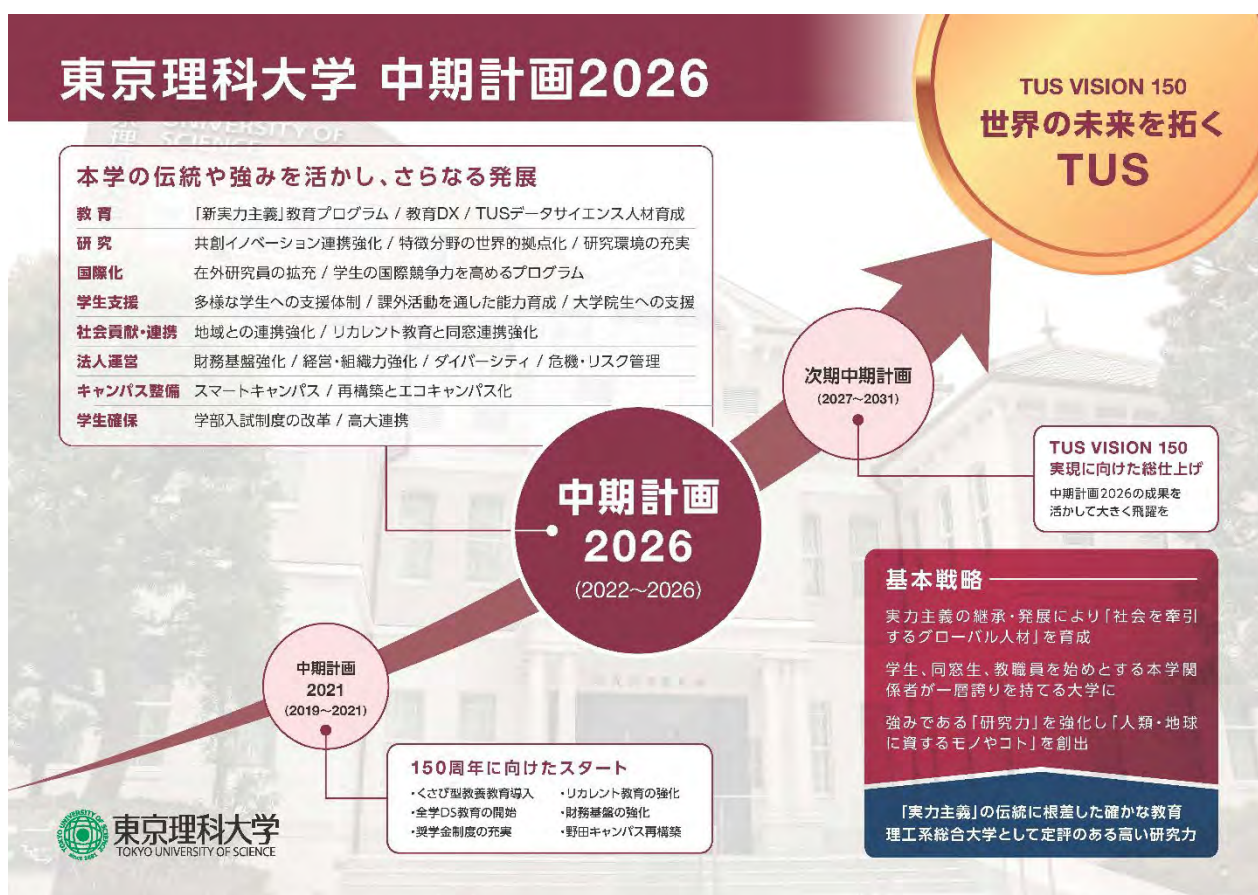 東京理科大学 中期計画2026
TUS VISION 150
世界の未来を拓く
TUS
UNIVERSITY OF
SCIENCE
本学の伝統や強みを活かし、さらなる発展
教育 「新実力主義」教育プログラム / 教育DX / TUSデータサイエンス人材育成
研究 共創イノベーション連携強化 / 特徴分野の世界的拠点化 / 研究環境の充実
国際化 在外研究員の拡充 / 学生の国際競争力を高めるプログラム
学生支援 多様な学生への支援体制 / 課外活動を通した能力育成 / 大学院生への支援
社会貢献・連携 地域との連携強化 / リカレント教育と同窓連携強化
法人運営 財務基盤強化 / 経営・組織力強化 / ダイバーシティ / 危機・リスク管理
キャンパス整備 スマートキャンパス / 再構築とエコキャンパス化
学生確保 学部入試制度の改革 / 高大連携
次期中期計画
(2027～2031)
TUS VISION 150
実現に向けた総仕上げ
中期計画2026の成果を
活かして大きく飛躍を
中期計画
2026
(2022～2026)
中期計画
2021
(2019～2021)
150周年に向けたスタート
・くさび型教養教育導入
・全学DS教育の開始
・奨学金制度の充実
・リカレント教育の強化
・財務基盤の強化
・野田キャンパス再構築
基本戦略
実力主義の継承・発展により「社会を牽引
するグローバル人材」を育成
学生、同窓生、教職員を始めとする本学関
係者が一層誇りを持てる大学に
強みである「研究力」を強化し「人類・地球
に資するモノやコト」を創出
「実力主義」の伝統に根差した確かな教育
理工系総合大学として定評のある高い研究力
東京理科大学
TOKYO UNIVERSITY OF SCIENCE